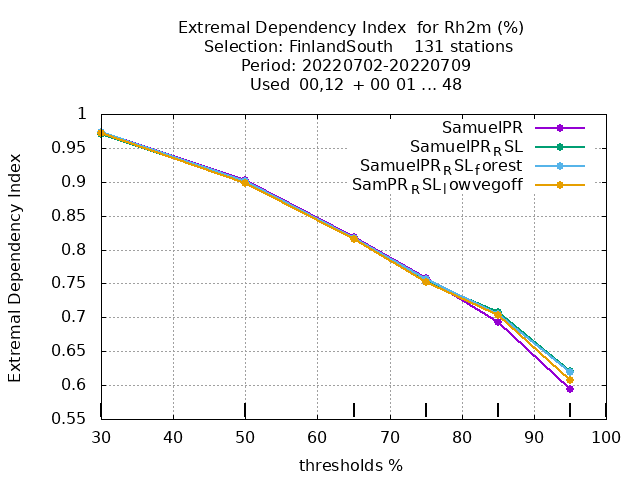 Extremal Dependency Index  for Rh2m (%)
Selection: FinlandSouth    131 stations
Period: 20220702-20220709
Used  00,12  + 00 01 ... 48
SamuelPR
SamuelPR_RSL
SamuelPR_RSL_forest
SamPR_RSL_lowvegoff
1
0.95
0.9
0.85
0.8
0.75
0.7
0.65
0.6
0.55
Extremal Dependency Index
30 40 50 60 70 80 90 100
thresholds %